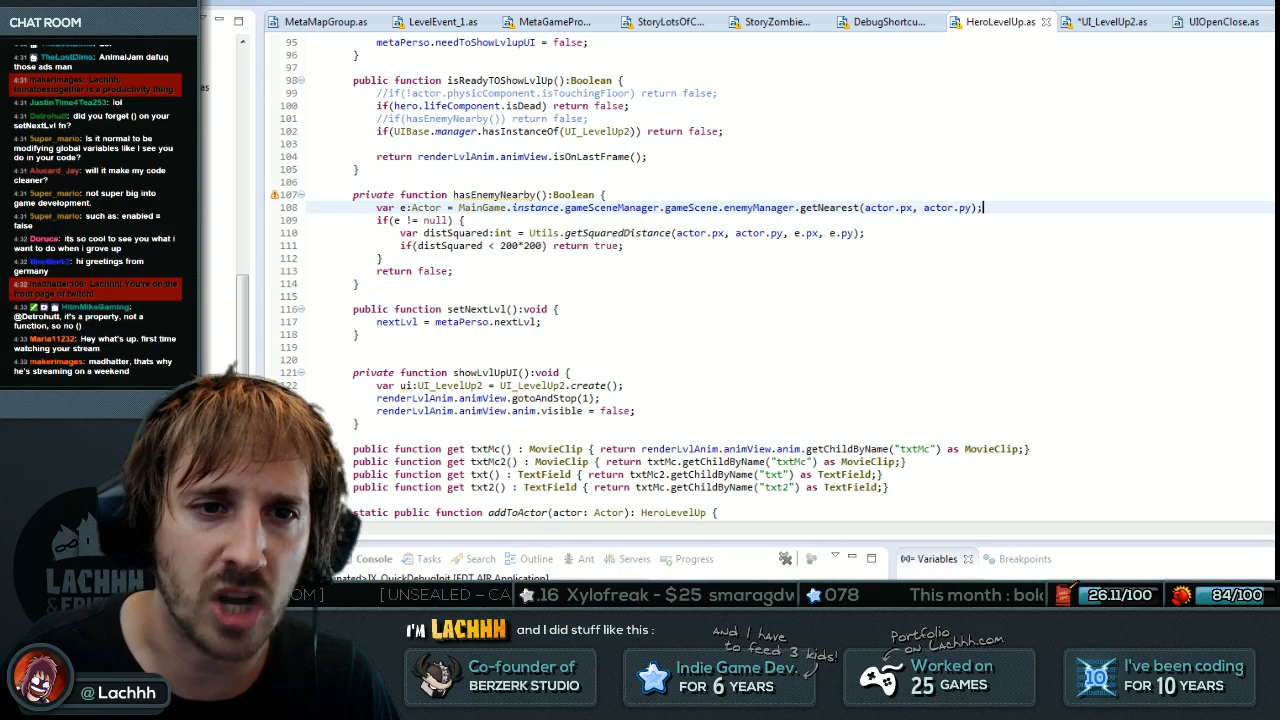 CHAT ROOM
4:31 TheLostDims: AnimalJam dafuq
those ads man
4:31 makerimages: Lachhh,
tomatoestogether is a productivity thing
4:31 JustinTime4Tea253: lol
4:31 Detrohutt: did you forget () on your
setNextLvl fn?
4:31 Super_mario: Is it normal to be
modifying global variables like I see you
do in your code?
4:31 Alucard_Jay: will it make my code
cleaner?
4:31 Super_mario: not super big into
game development.
4:31 Super_mario: such as: enabled =
false
4:32 Doruce: its so cool to see you what i
want to do when i grove up
hi greetings from
germany
4:32 madhatter106: Lachhh! You're on the
front page of twitch!
4:33 HiimMikeGaming:
@Detrohutt, it's a property, not a
function, so no ()
4:33 Maria11232: Hey what's up. first time
watching your stream
4:33 makerimages: madhatter, thats why
he's streaming on a weekend
MetaMapGroup.as
LevelEvent_1.as
MetaGamePro...
StoryLotsOfC...
StoryZombie...
DebugShortcu...
HeroLevelUp.as
*UI_LevelUp2.as
UIOpenClose.as
as
95 metaPerso.needToShowLvlupUI = false;
96 }
97
98 public function isReadyTOShowLvlUp():Boolean {
99 //if(!actor.physicComponent.isTouchingFloor) return false;
100 if(hero.lifeComponent.isDead) return false;
101 //if(hasEnemyNearby()) return false;
102 if(UIBase.manager.hasInstanceOf(UI_LevelUp2)) return false;
103
104 return renderLvlAnim.animView.isOnLastFrame();
105 }
106
107 private function hasEnemyNearby():Boolean {
108 var e:Actor = MainGame.instance.gameSceneManager.gameScene.enemyManager.getNearest(actor.px, actor.py);
109 if(e != null) {
110 var distSquared:int = Utils.getSquaredDistance(actor.px, actor.py, e.px, e.py);
111 if(distSquared < 200*200) return true;
112 }
113 return false;
114 }
115
116 public function setNextLvl():void {
117 nextLvl = metaPerso.nextLvl;
118 }
119
120
121 private function showLvlUpUI():void {
122 var ui:UI_LevelUp2 = UI_LevelUp2.create();
renderLvlAnim.animView.gotoAndStop(1);
renderLvlAnim.animView.anim.visible = false;
}
public function get txtMc() : MovieClip { return renderLvlAnim.animView.anim.getChildByName("txtMc") as MovieClip;}
public function get txtMc2() : MovieClip { return txtMc.getChildByName("txtMc") as MovieClip;}
public function get txt() : TextField { return txtMc2.getChildByName("txt") as TextField;}
public function get txt2() : TextField { return txtMc.getChildByName("txt2") as TextField;}
static public function addToActor(actor: Actor): HeroLevelUp {
Console
Tasks
Search
Outline
Ant
Servers
Progress
Variables
Breakpoints
QuickDebugInit [FDT AIR Application]
OM ]
[ UNSEALED - CA
.16 Xylofreak - $25 smaragdw
078
This month : bok
26.11/100
84/100
LACHHH
I'M LACHHH and I did stuff like this :
And I have
to feed 3 kids!
Portfolio
on Lachhh.com
@ Lachhh
Co-founder of
BERZERK STUDIO
Indie Game Dev.
FOR 6 YEARS
Worked on
25 GAMES
10
I've been coding
FOR 10 YEARS